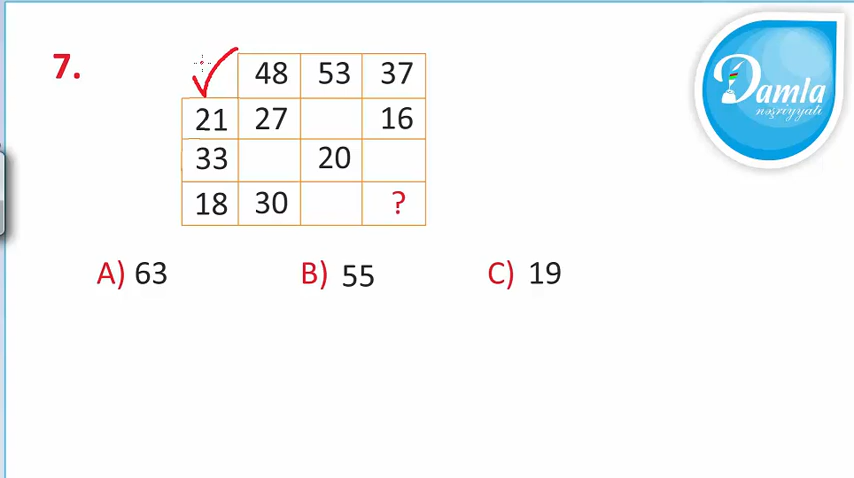 7.
48 53 37
21 27 16
33 20
18 30 ?
A) 63 B) 55 C) 19
Damla
nəşriyyatı